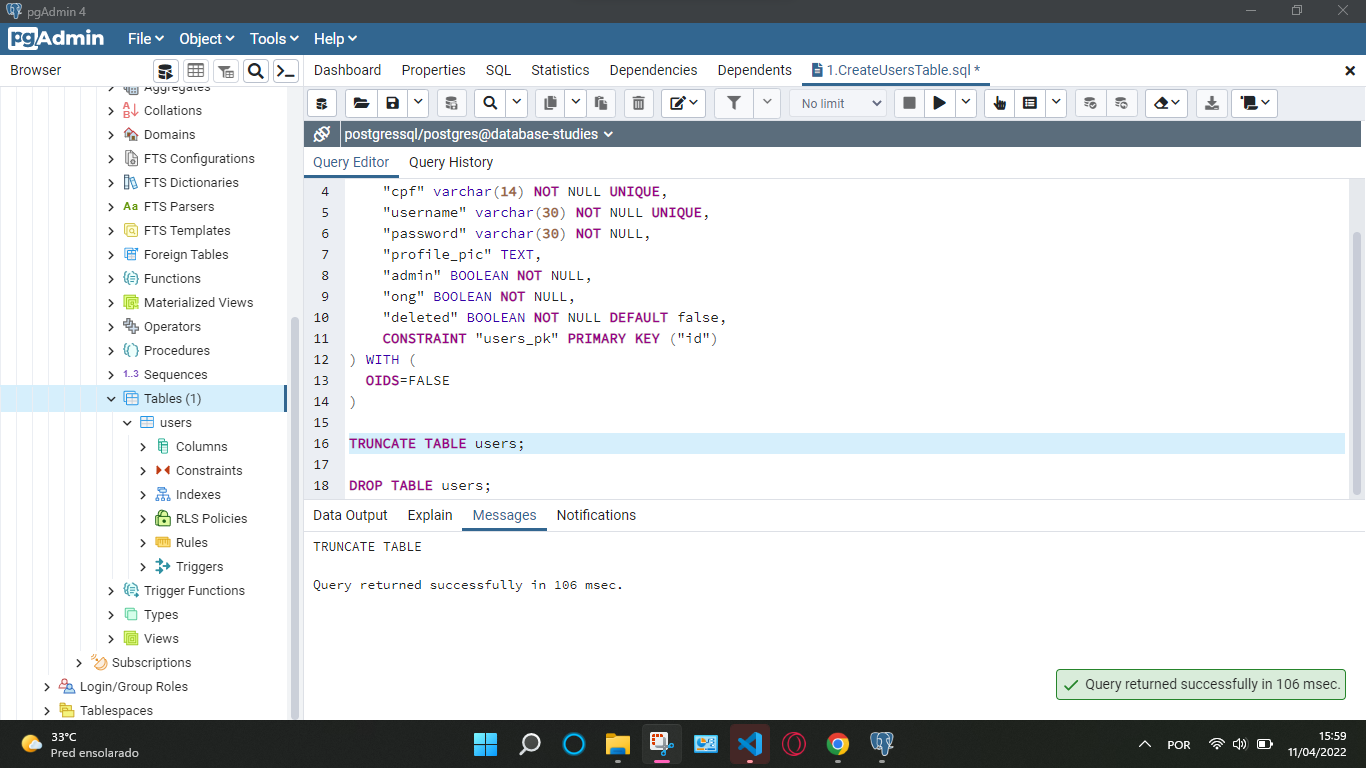 pgAdmin 4
pgAdmin File Object Tools Help
Browser
Dashboard Properties SQL Statistics Dependencies Dependents 1.CreateUsersTable.sql *
No limit
postgressql/postgres@database-studies
Query Editor Query History
Aggregates
Collations
Domains
FTS Configurations
FTS Dictionaries
FTS Parsers
FTS Templates
Foreign Tables
Functions
Materialized Views
Operators
Procedures
1..3 Sequences
Tables (1)
users
Columns
Constraints
Indexes
RLS Policies
Rules
Triggers
Trigger Functions
Types
Views
Subscriptions
Login/Group Roles
Tablespaces
4 "cpf" varchar(14) NOT NULL UNIQUE,
5 "username" varchar(30) NOT NULL UNIQUE,
6 "password" varchar(30) NOT NULL,
7 "profile_pic" TEXT,
8 "admin" BOOLEAN NOT NULL,
9 "ong" BOOLEAN NOT NULL,
10 "deleted" BOOLEAN NOT NULL DEFAULT false,
11 CONSTRAINT "users_pk" PRIMARY KEY ("id")
12 ) WITH (
13 OIDS=FALSE
14 )
15
16 TRUNCATE TABLE users;
17
18 DROP TABLE users;
Data Output Explain Messages Notifications
TRUNCATE TABLE
Query returned successfully in 106 msec.
Query returned successfully in 106 msec.
33°C
Pred ensolarado
POR
15:59
11/04/2022